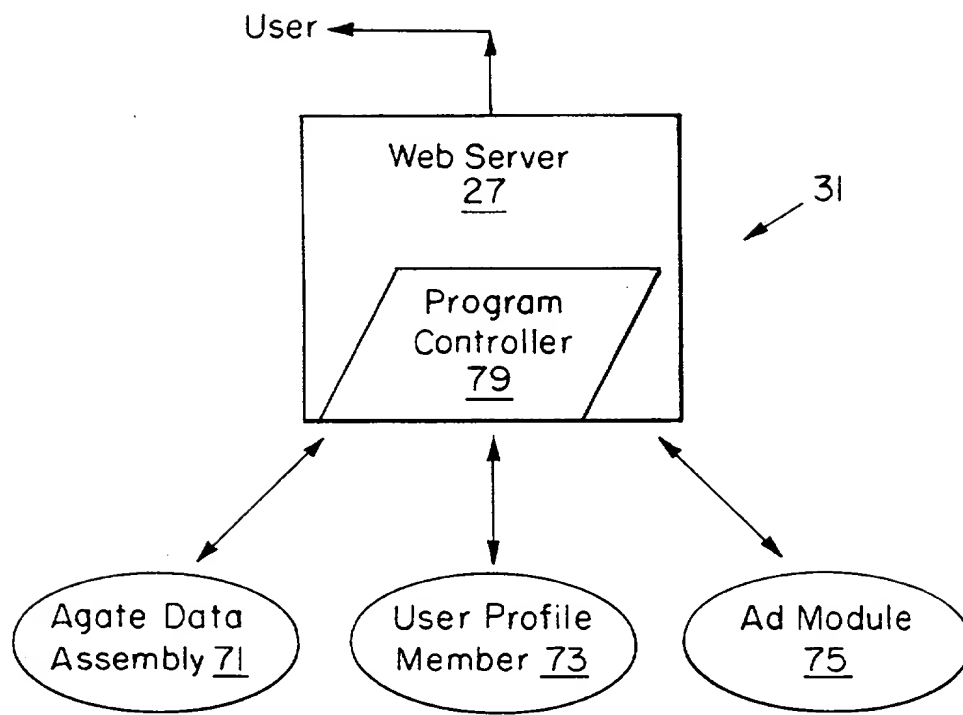 User
Web Server
27
31
Program
Controller
79
Agate Data
Assembly 71
User Profile
Member 73
Ad Module
75